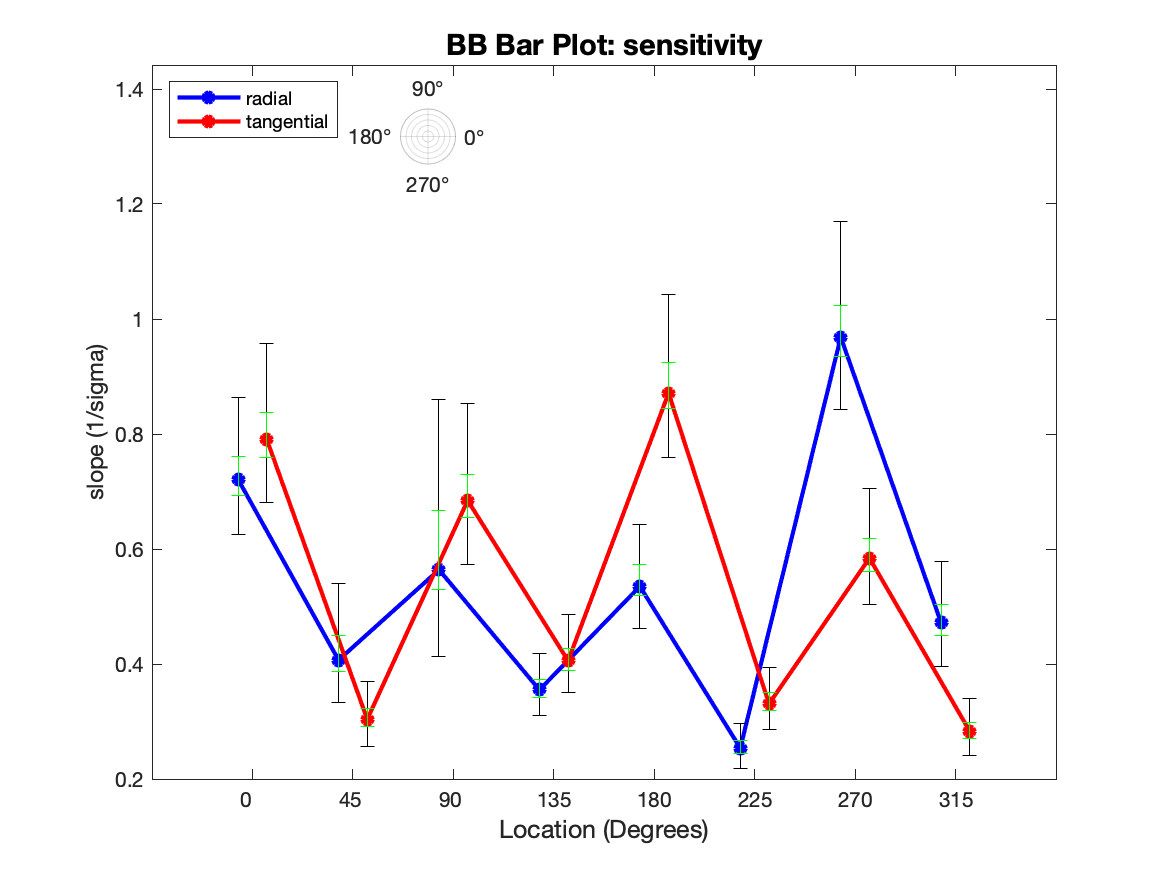 BB Bar Plot: sensitivity
radial
tangential
90°
180°
0°
270°
1.4
1.2
1
0.8
0.6
0.4
0.2
slope (1/sigma)
0 45 90 135 180 225 270 315
Location (Degrees)